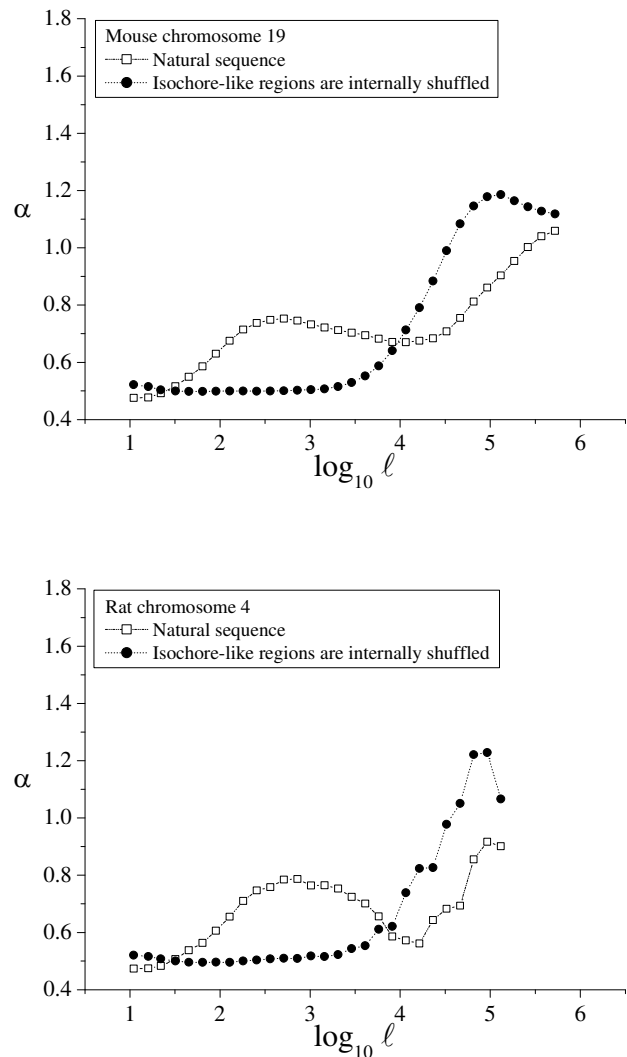 1.8
Mouse chromosome 19
Natural sequence
Isochore-like regions are internally shuffled
1.6
1.4
1.2
α
1.0
0.8
0.6
0.4
1 2 3 4 5 6
log₁₀ ℓ
1.8
Rat chromosome 4
Natural sequence
Isochore-like regions are internally shuffled
1.6
1.4
1.2
α
1.0
0.8
0.6
0.4
1 2 3 4 5 6
log₁₀ ℓ